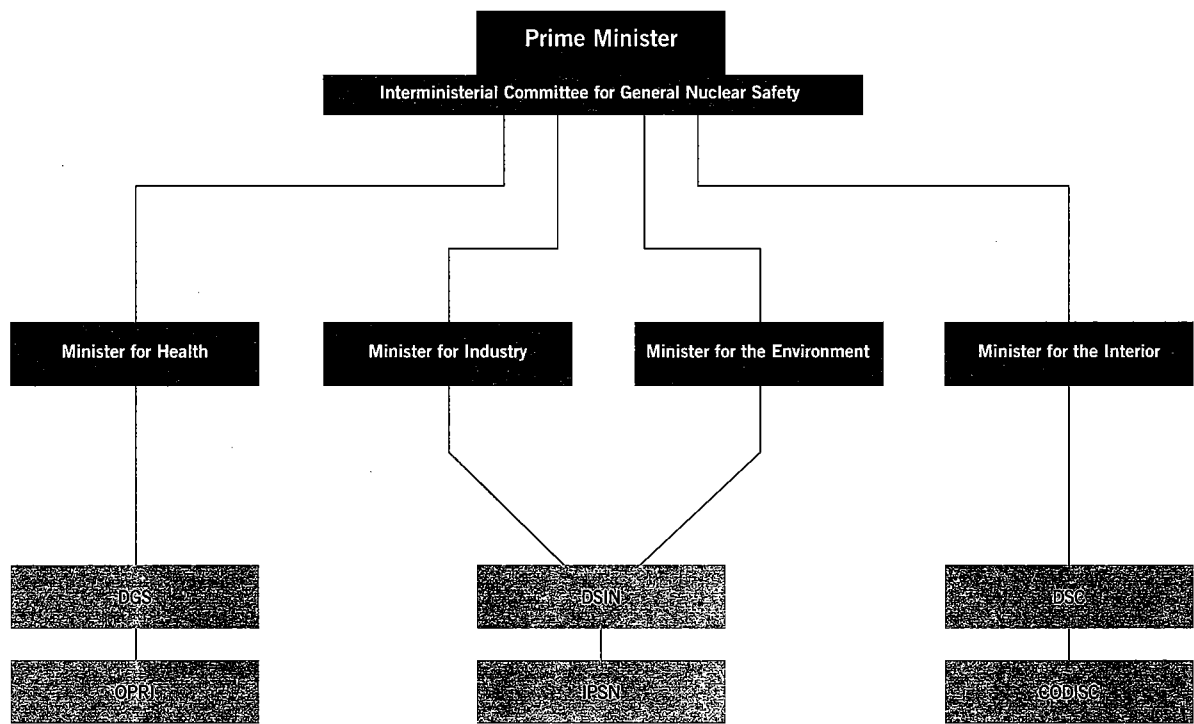 Prime Minister
Interministerial Committee for General Nuclear Safety
Minister for Health
Minister for Industry
Minister for the Environment
Minister for the Interior
DGS
DSIN
DSC
OPRI
IPSN
CODISC